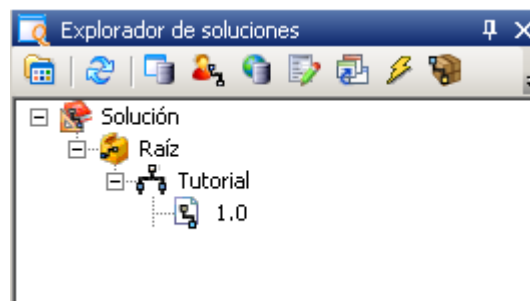 Explorador de soluciones
Solución
Raíz
Tutorial
1.0